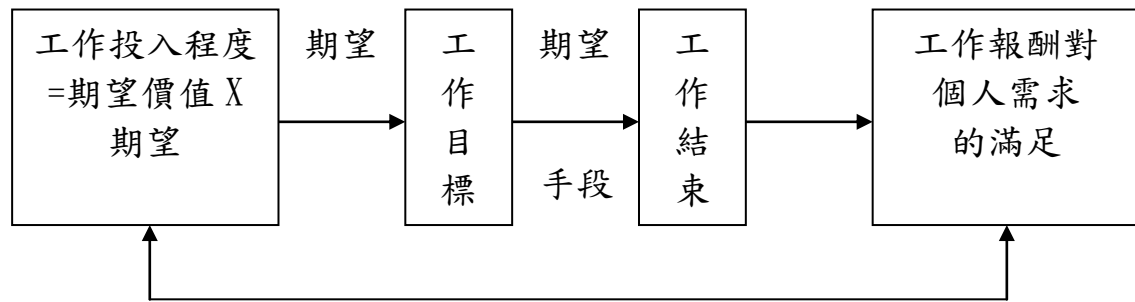 工作投入程度
=期望價值 X
期望
期望
工作目標
期望
手段
工作結束
工作報酬對
個人需求
的滿足